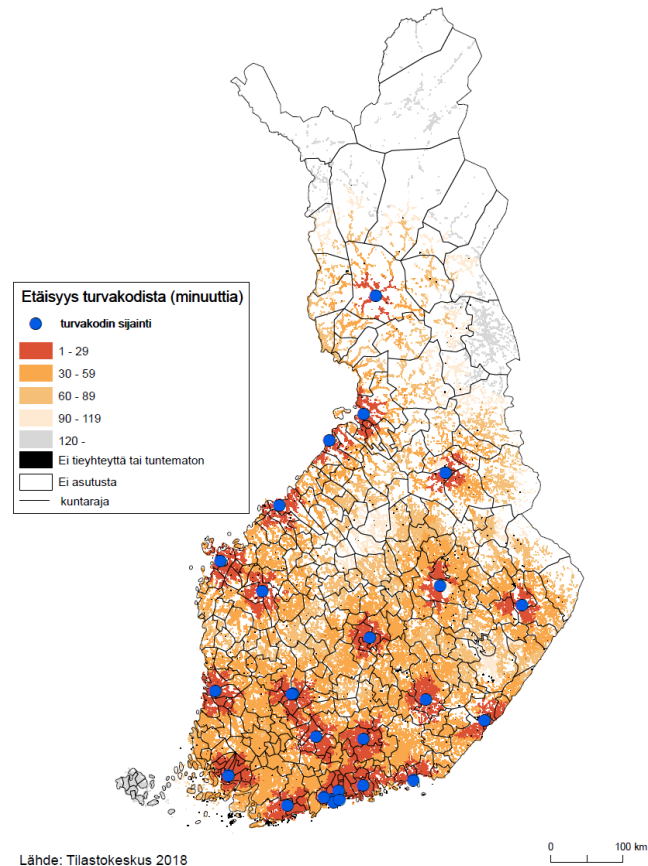 Etäisyys turvakodista (minuuttia)
turvakodin sijainti
1 - 29
30 - 59
60 - 89
90 - 119
120 -
Ei tieyhteyttä tai tuntematon
Ei asutusta
kuntaraja
Lähde: Tilastokeskus 2018
0 100 km